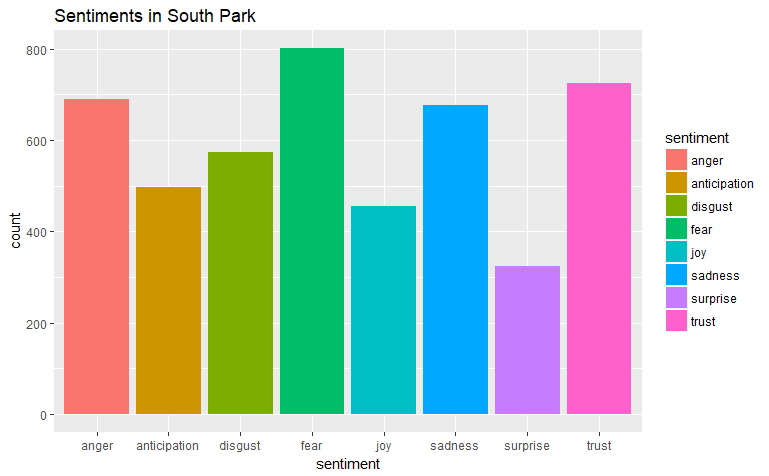 Sentiments in South Park
800
600
400
200
0
count
anger anticipation disgust fear joy sadness surprise trust
sentiment
sentiment
anger
anticipation
disgust
fear
joy
sadness
surprise
trust